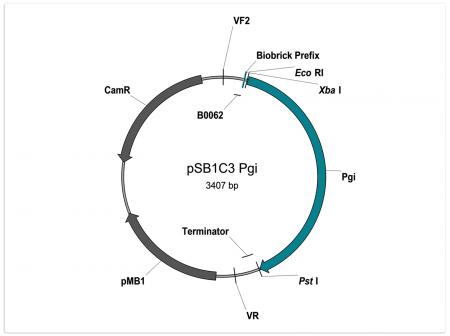 VF2
Biobrick Prefix
Eco RI
Xba I
CamR
B0062
pSB1C3 Pgi
3407 bp
Pgi
Terminator
pMB1
Pst I
VR